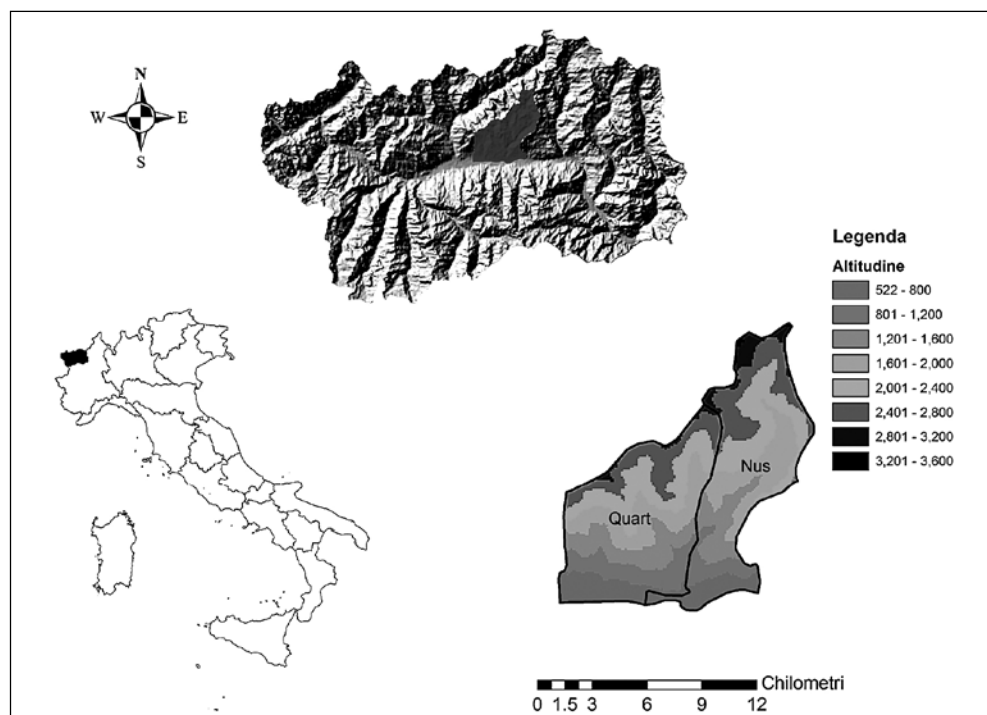 N
W E
S
Legenda
Altitudine
522 - 800
801 - 1,200
1,201 - 1,600
1,601 - 2,000
2,001 - 2,400
2,401 - 2,800
2,801 - 3,200
3,201 - 3,600
Nus
Quart
Chilometri
0 1.5 3 6 9 12